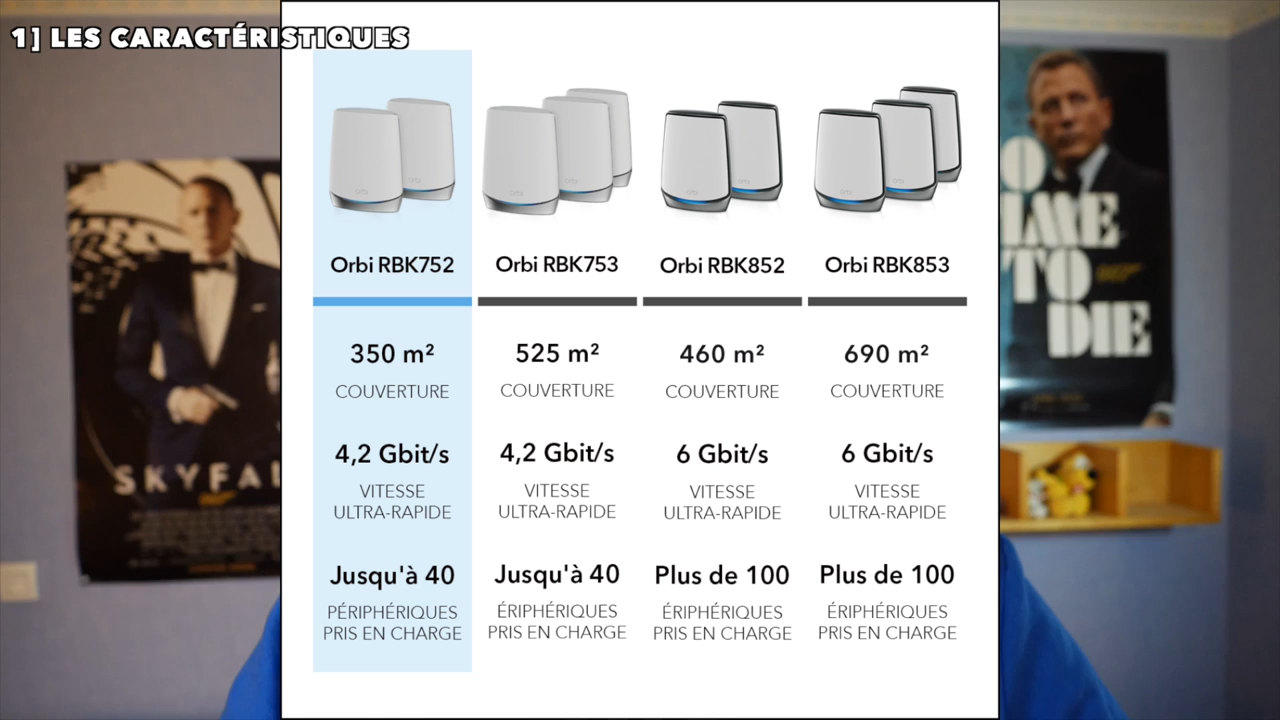 1] LES CARACTÉRISTIQUES
Orbi RBK752
Orbi RBK753
Orbi RBK852
Orbi RBK853
350 m²
COUVERTURE
525 m²
COUVERTURE
460 m²
COUVERTURE
690 m²
COUVERTURE
4,2 Gbit/s
VITESSE
ULTRA-RAPIDE
4,2 Gbit/s
VITESSE
ULTRA-RAPIDE
6 Gbit/s
VITESSE
ULTRA-RAPIDE
6 Gbit/s
VITESSE
ULTRA-RAPIDE
Jusqu'à 40
PÉRIPHÉRIQUES
PRIS EN CHARGE
Jusqu'à 40
ÉRIPHÉRIQUES
PRIS EN CHARGE
Plus de 100
ÉRIPHÉRIQUES
PRIS EN CHARGE
Plus de 100
ÉRIPHÉRIQUES
PRIS EN CHARGE
SKYFAL
O
IME
TO
DIE